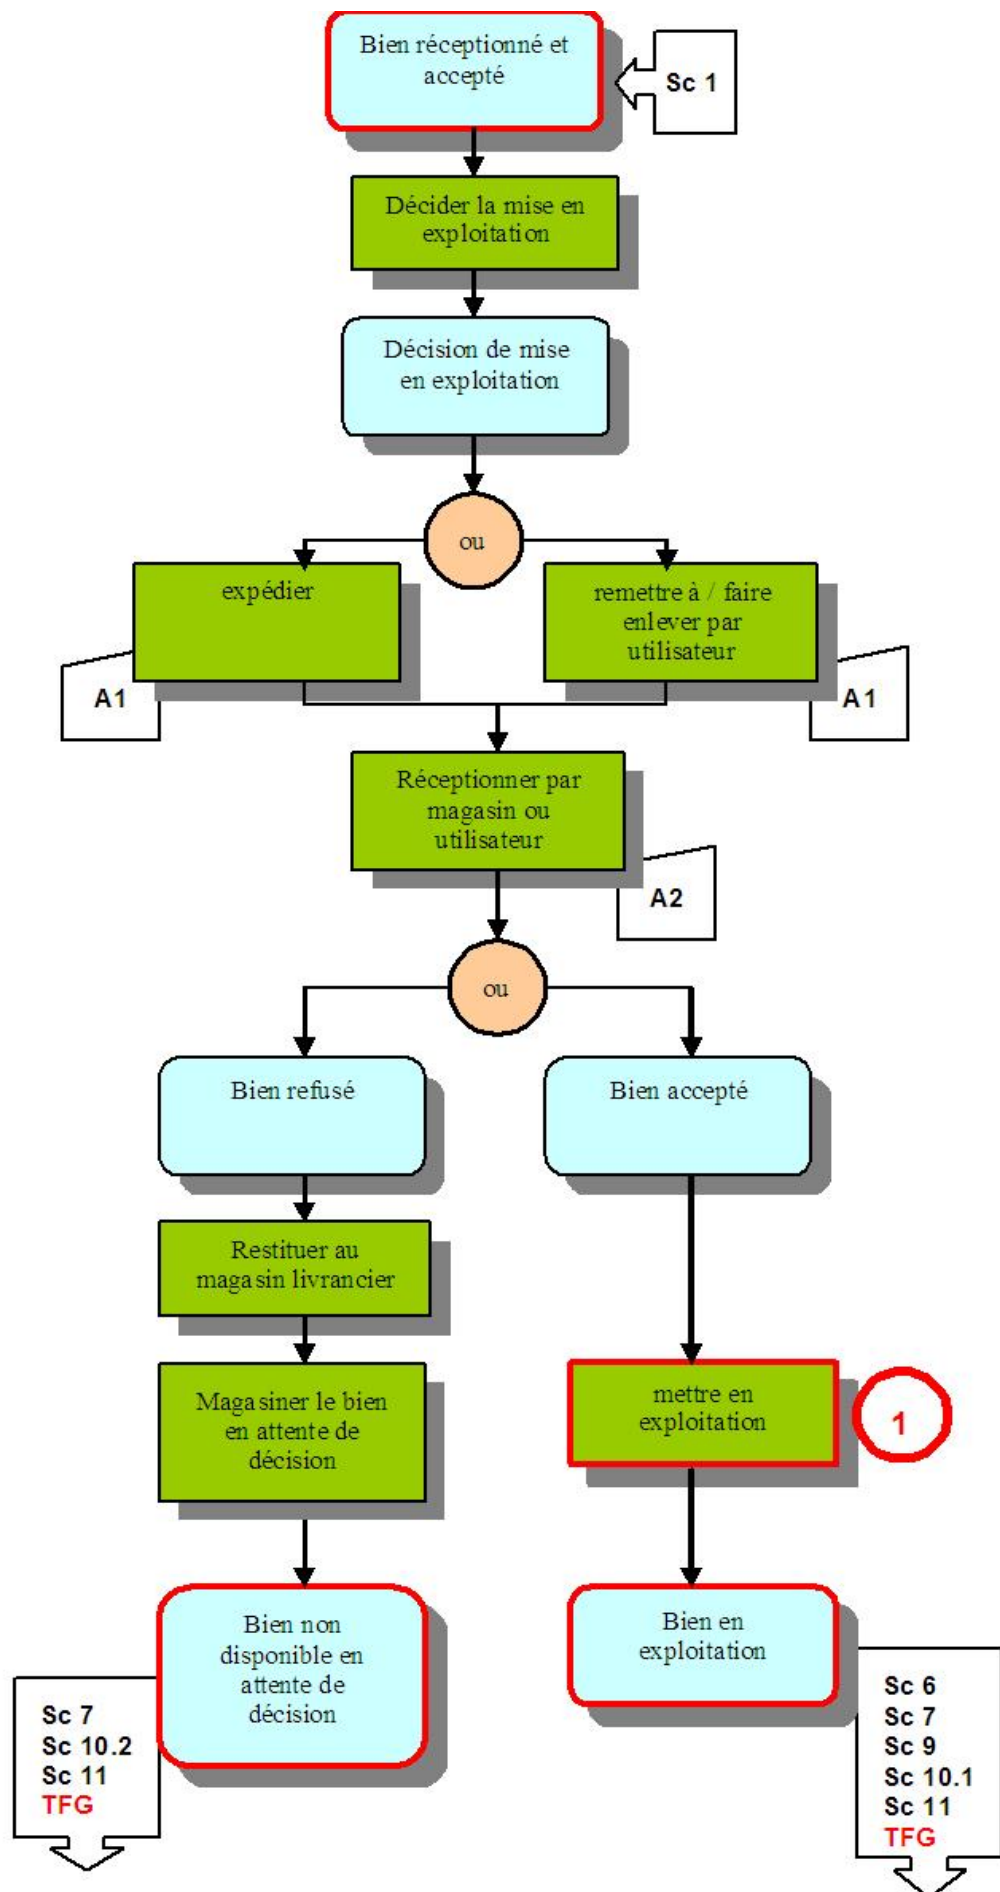 Bien réceptionné et
accepté
Sc 1
Décider la mise en
exploitation
Décision de mise
en exploitation
ou
expédier
remettre à / faire
enlever par
utilisateur
A1
A1
Réceptionner par
magasin ou
utilisateur
A2
ou
Bien refusé
Bien accepté
Restituer au
magasin livrancier
Magasiner le bien
en attente de
décision
mettre en
exploitation
1
Bien non
disponible en
attente de
décision
Bien en
exploitation
Sc 7
Sc 10.2
Sc 11
TFG
Sc 6
Sc 7
Sc 9
Sc 10.1
Sc 11
TFG